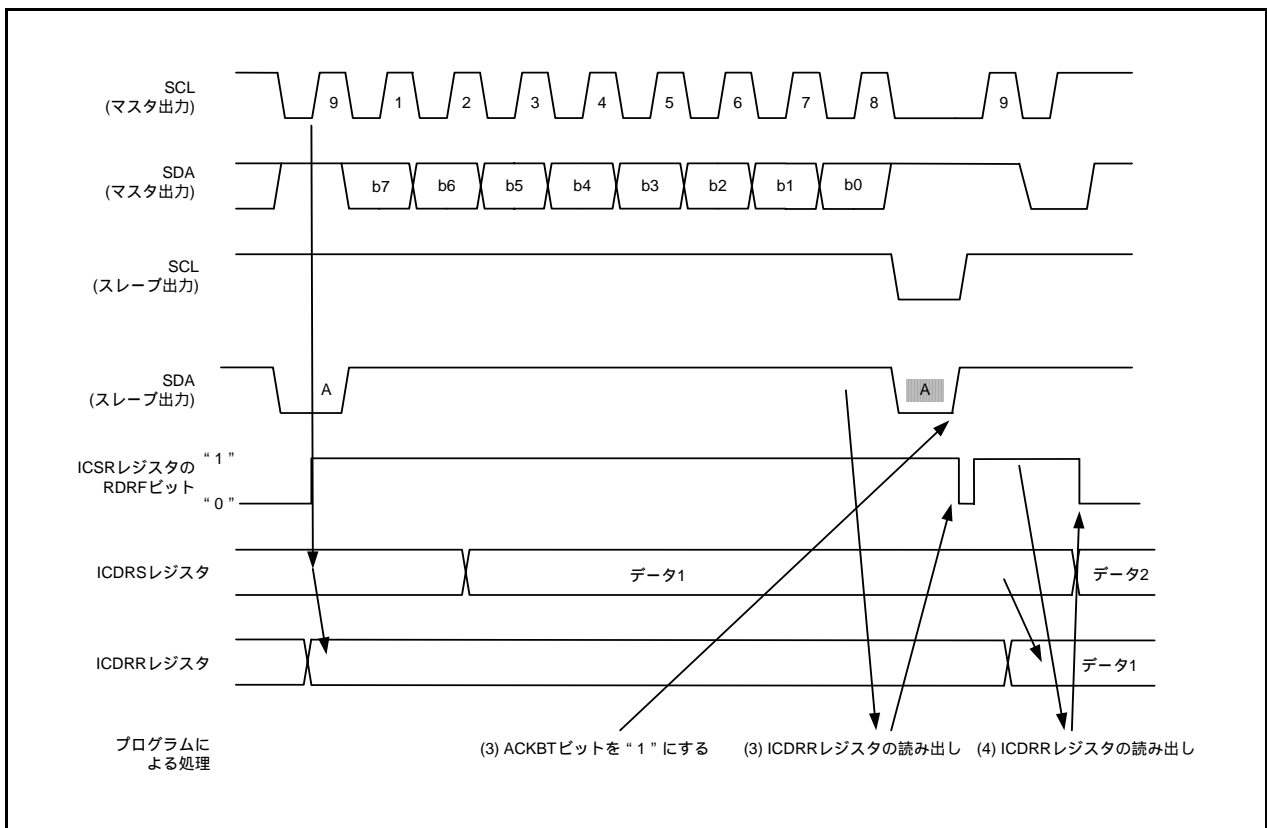 SCL
(マスタ出力)
9 1 2 3 4 5 6 7 8 9
SDA
(マスタ出力)
b7 b6 b5 b4 b3 b2 b1 b0
SCL
(スレーブ出力)
SDA
(スレーブ出力)
A A
ICSRレジスタの
RDRFビット
“1”
“0”
ICDRSレジスタ
データ1 データ2
ICDRRレジスタ
データ1
プログラムに
よる処理
(3) ACKBTビットを“1”にする (3) ICDRRレジスタの読み出し (4) ICDRRレジスタの読み出し